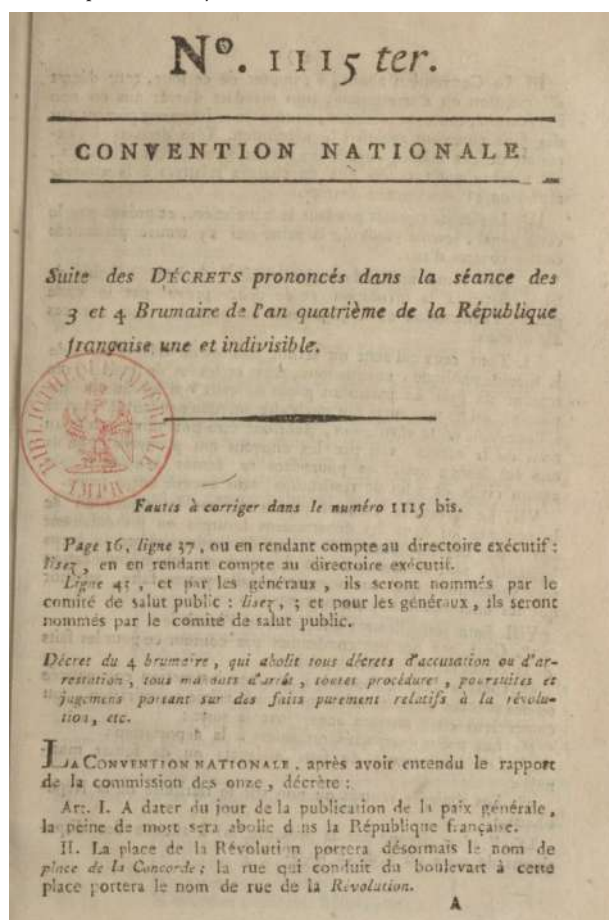 Nº. 1115 ter.
CONVENTION NATIONALE
Suite des DÉCRETS prononcés dans la séance des
3 et 4 Brumaire de l'an quatrième de la République
française une et indivisible.
BIBLIOTHÈQUE IMPÉRIALE
IMPR
Fautes à corriger dans le numéro 1115 bis.
Page 16, ligne 37, ou en rendant compte au directoire exécutif :
lisez, en en rendant compte au directoire exécutif.
Ligne 45, et par les généraux, ils seront nommés par le
comité de salut public : lisez, ; et pour les généraux, ils seront
nommés par le comité de salut public.
Décret du 4 brumaire, qui abolit tous décrets d'accusation ou d'ar-
restation, tous mandats d'arrêt, toutes procédures, poursuites et
jugemens portant sur des faits purement relatifs à la révolu-
tion, etc.
LA CONVENTION NATIONALE, après avoir entendu le rapport
de la commission des onze, décrète :
Art. I. A dater du jour de la publication de la paix générale,
la peine de mort sera abolie dans la République française.
II. La place de la Révolution portera désormais le nom de
place de la Concorde ; la rue qui conduit du boulevart à cette
place portera le nom de rue de la Révolution.
A